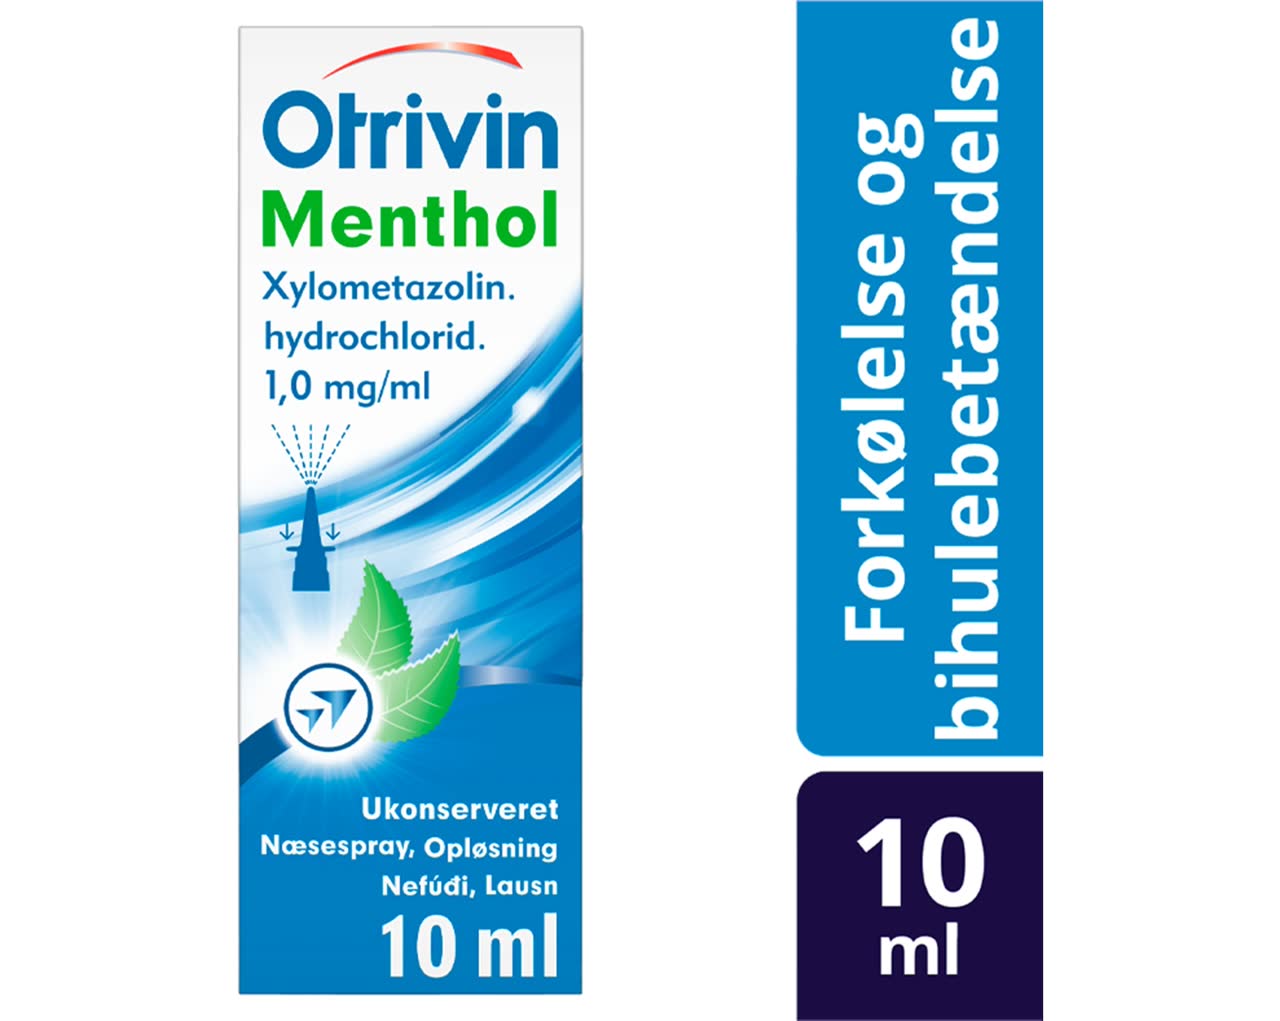 Otrivin
Menthol
Xylometazolin.
hydrochlorid.
1,0 mg/ml
Ukonserveret
Næsespray, Opløsning
Nefúði, Lausn
10 ml
Forkølelse og
bihulebetændelse
10
ml